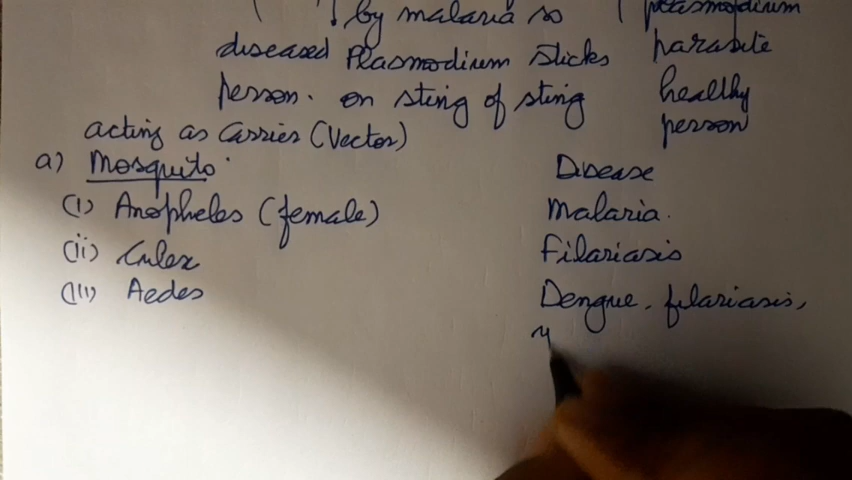 by malaria so plasmodium
diseased Plasmodium sticks parasite
person. on sting of sting healthy
person
acting as Carrier (Vector)
a) Mosquito Disease
(i) Anopheles (female) Malaria.
(ii) Culex Filariasis
(iii) Aedes Dengue, filariasis,
y